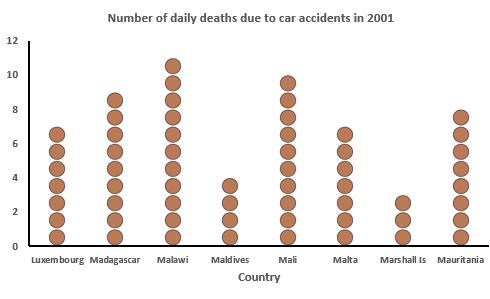 Number of daily deaths due to car accidents in 2001
12
10
8
6
4
2
0
Luxembourg Madagascar Malawi Maldives Mali Malta Marshall Is Mauritania
Country